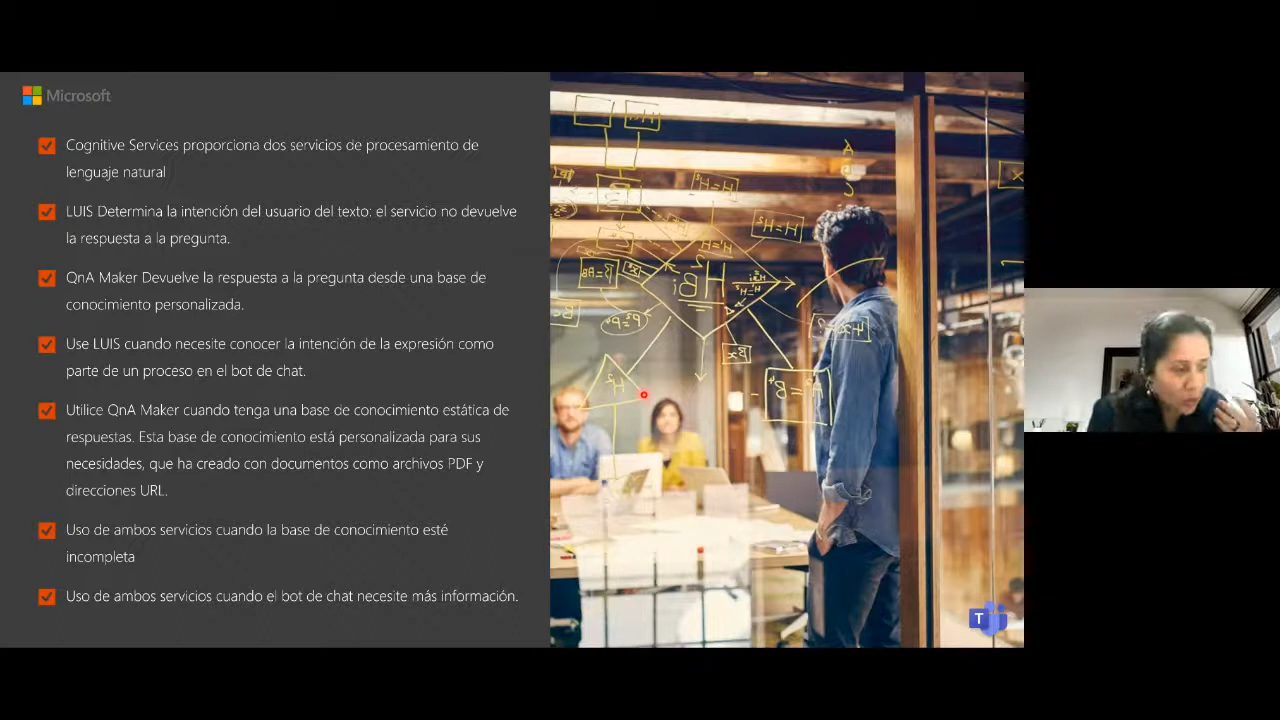 Microsoft
Cognitive Services proporciona dos servicios de procesamiento de
lenguaje natural
LUIS Determina la intención del usuario del texto: el servicio no devuelve
la respuesta a la pregunta.
QnA Maker Devuelve la respuesta a la pregunta desde una base de
conocimiento personalizada.
Use LUIS cuando necesite conocer la intención de la expresión como
parte de un proceso en el bot de chat.
Utilice QnA Maker cuando tenga una base de conocimiento estática de
respuestas. Esta base de conocimiento está personalizada para sus
necesidades, que ha creado con documentos como archivos PDF y
direcciones URL.
Uso de ambos servicios cuando la base de conocimiento esté
incompleta
Uso de ambos servicios cuando el bot de chat necesite más información.
T